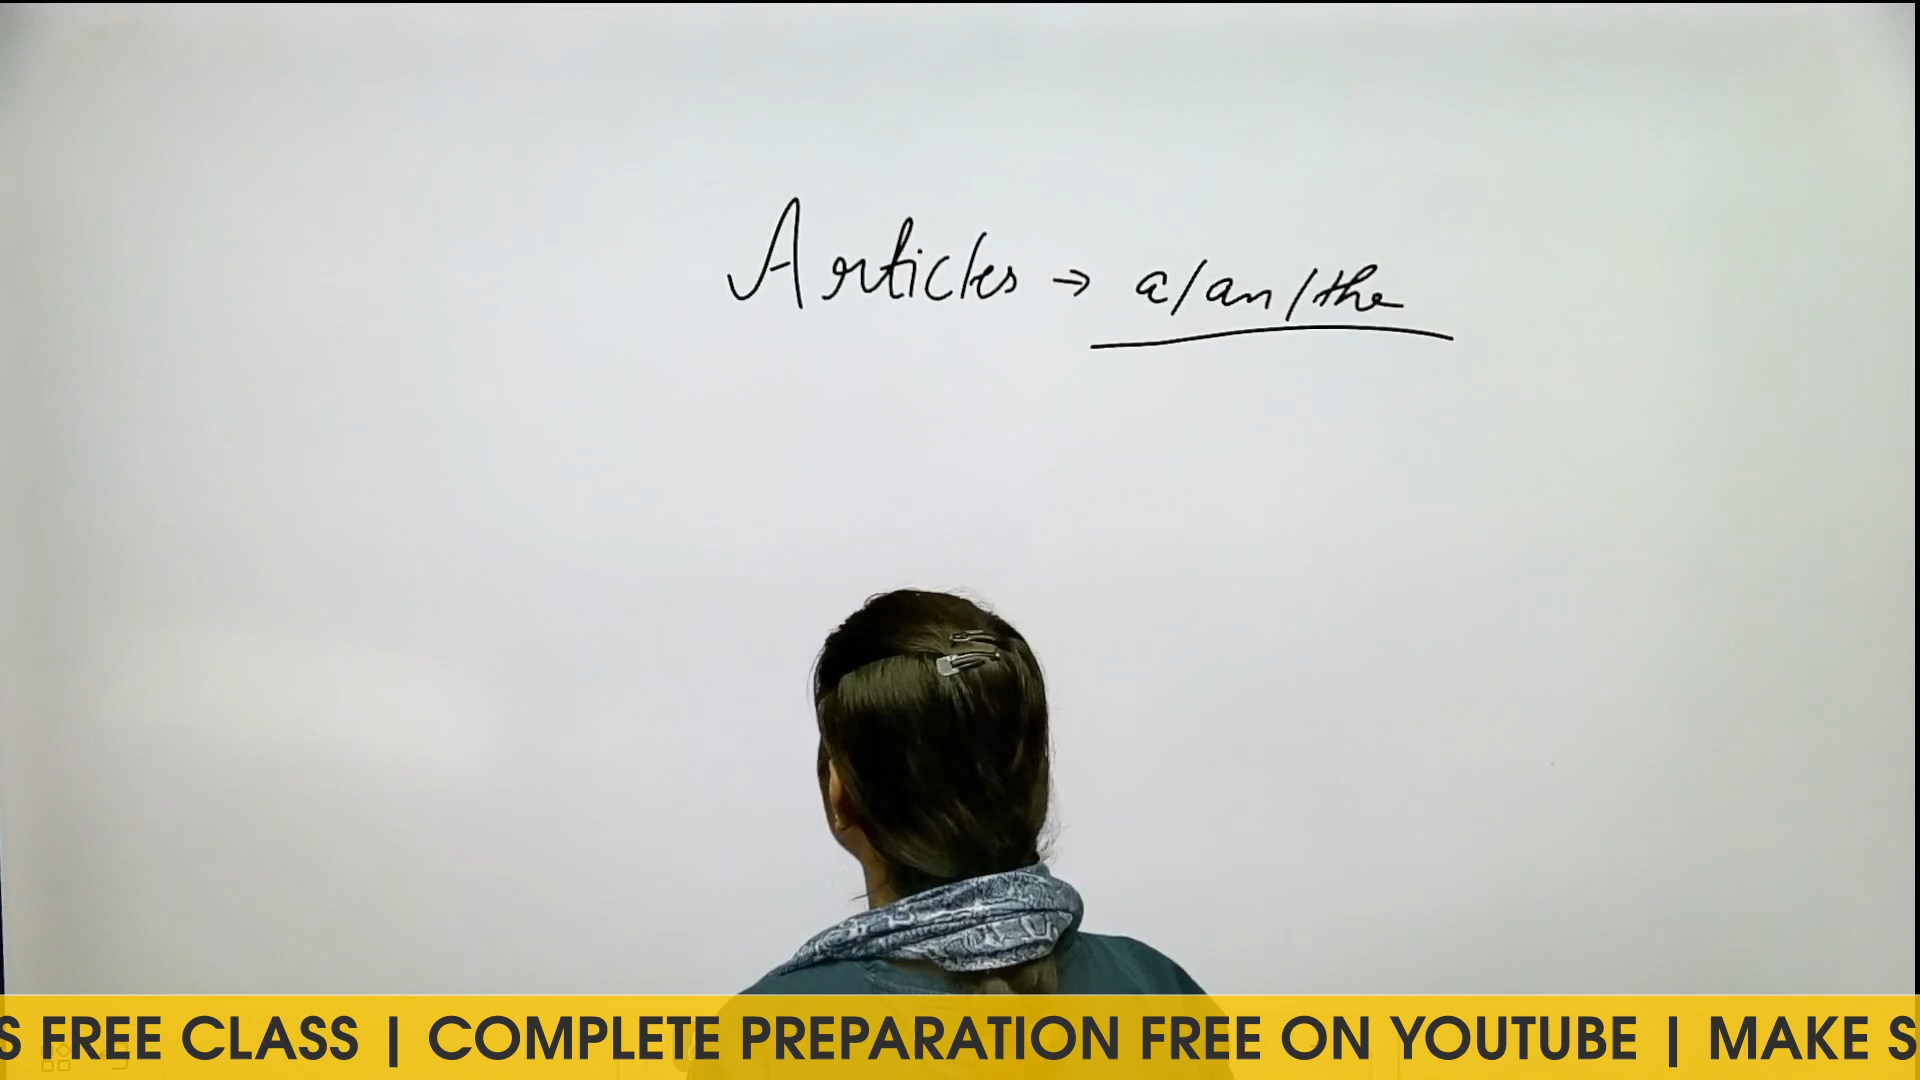 Articles → a/an/the
S FREE CLASS | COMPLETE PREPARATION FREE ON YOUTUBE | MAKE S